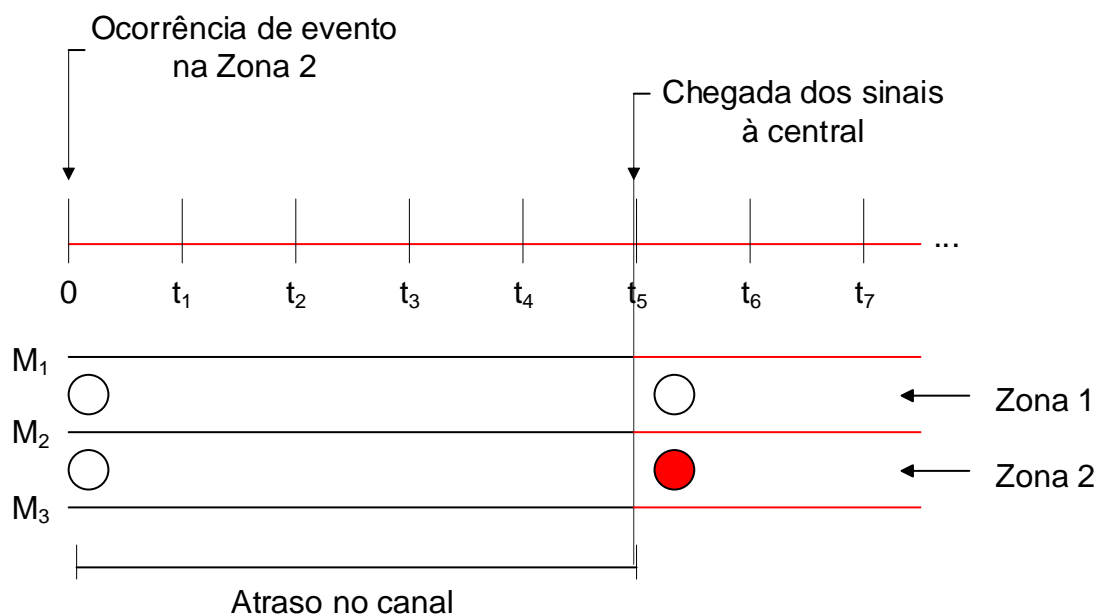 Ocorrência de evento
na Zona 2
Chegada dos sinais
à central
...
0 t₁ t₂ t₃ t₄ t₅ t₆ t₇
M₁
Zona 1
M₂
Zona 2
M₃
Atraso no canal